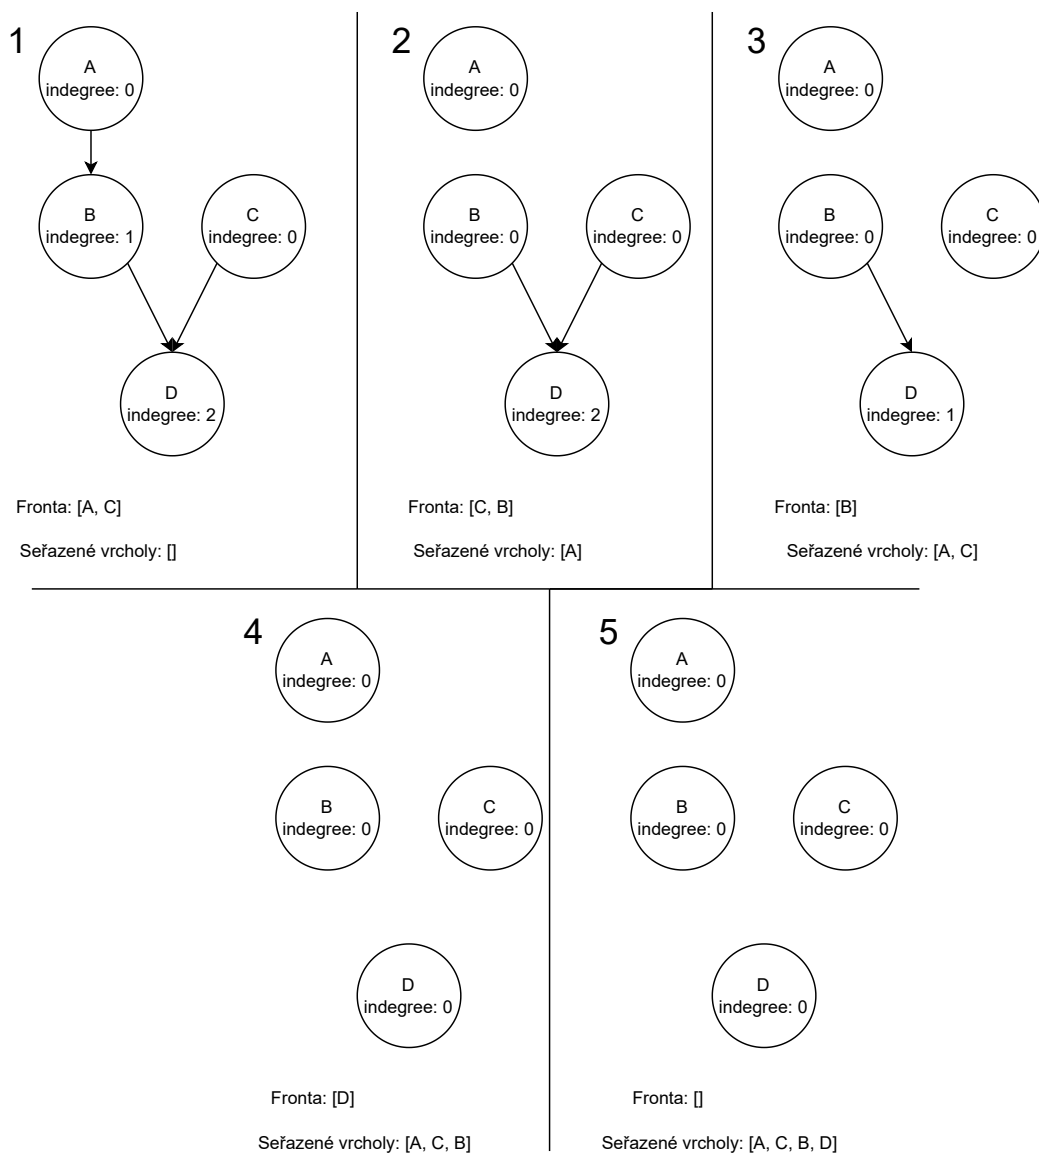 1
A
indegree: 0
B
indegree: 1
C
indegree: 0
D
indegree: 2
Fronta: [A, C]
Seřazené vrcholy: []
2
A
indegree: 0
B
indegree: 0
C
indegree: 0
D
indegree: 2
Fronta: [C, B]
Seřazené vrcholy: [A]
3
A
indegree: 0
B
indegree: 0
C
indegree: 0
D
indegree: 1
Fronta: [B]
Seřazené vrcholy: [A, C]
4
A
indegree: 0
B
indegree: 0
C
indegree: 0
D
indegree: 0
Fronta: [D]
Seřazené vrcholy: [A, C, B]
5
A
indegree: 0
B
indegree: 0
C
indegree: 0
D
indegree: 0
Fronta: []
Seřazené vrcholy: [A, C, B, D]